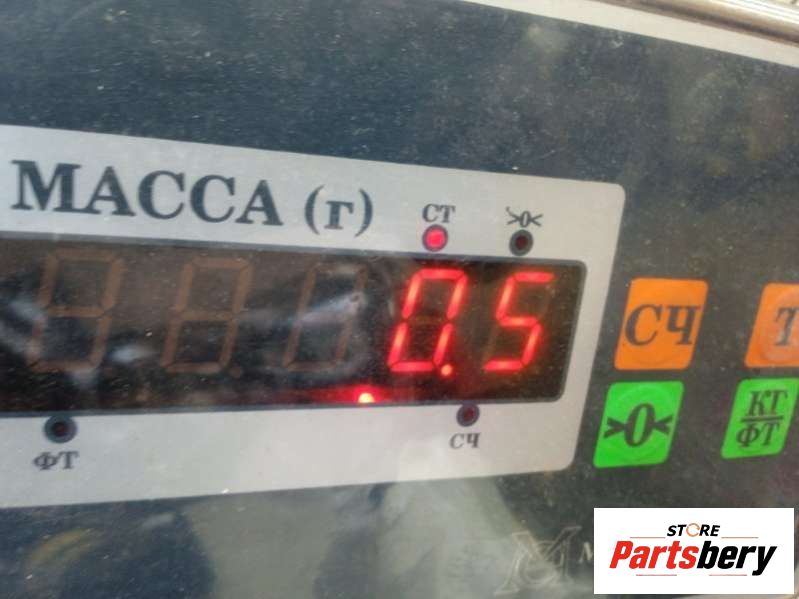 МАССА (г)
СТ >0<
0.5
СЧ Т
>0< КТ/ФТ
ФТ СЧ
М
STORE
Partsbery